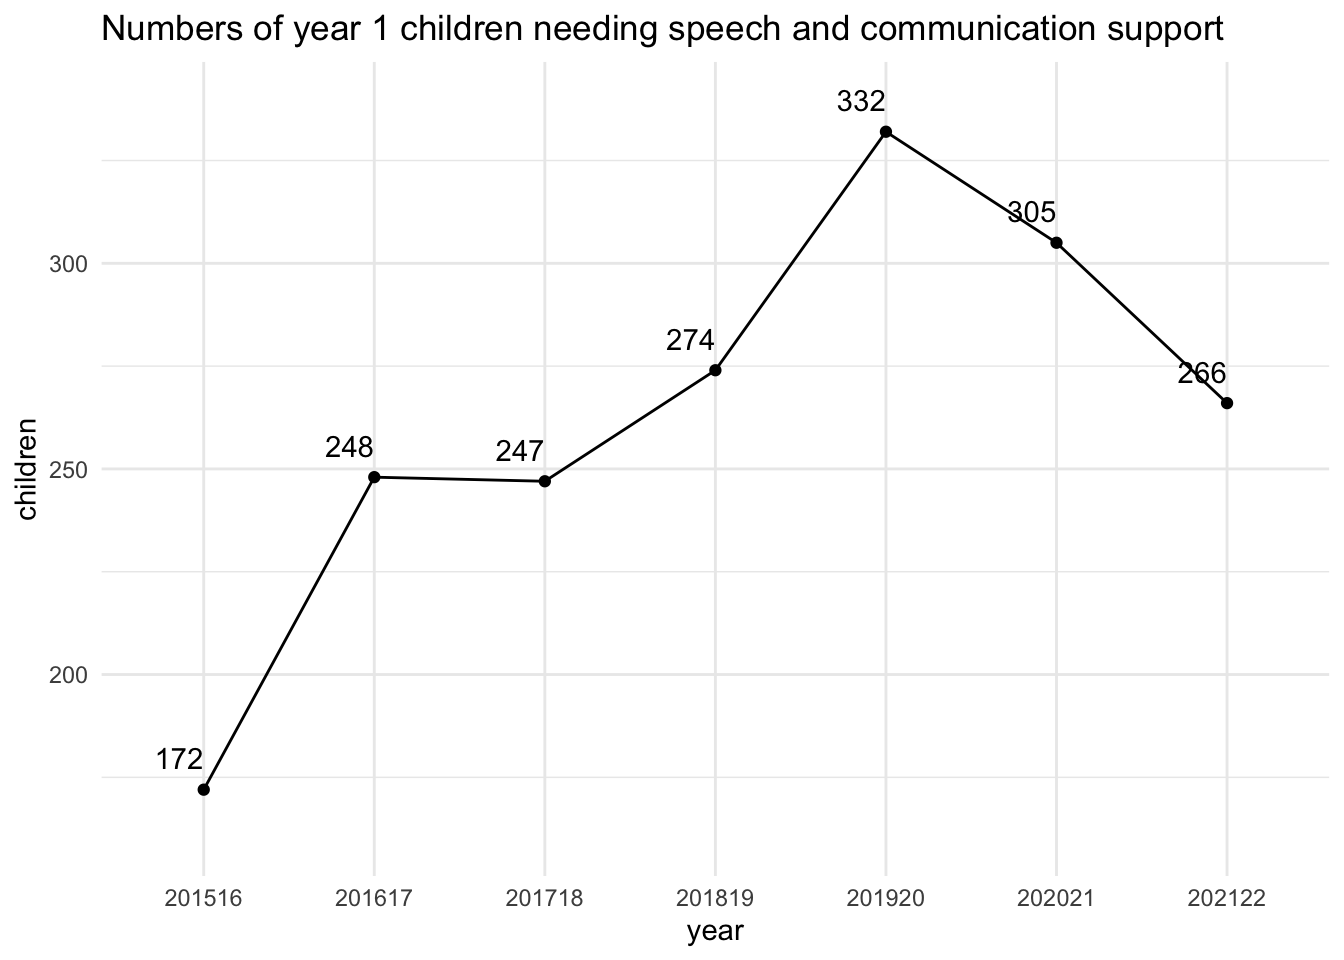 Numbers of year 1 children needing speech and communication support
332
305
300
274
266
248
247
250
children
200
172
201516 201617 201718 201819 201920 202021 202122
year